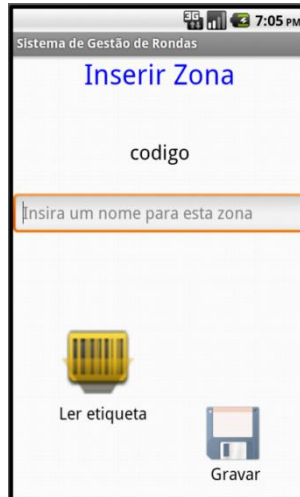 3G 7:05 PM
Sistema de Gestão de Rondas
Inserir Zona
codigo
Insira um nome para esta zona
Ler etiqueta
Gravar